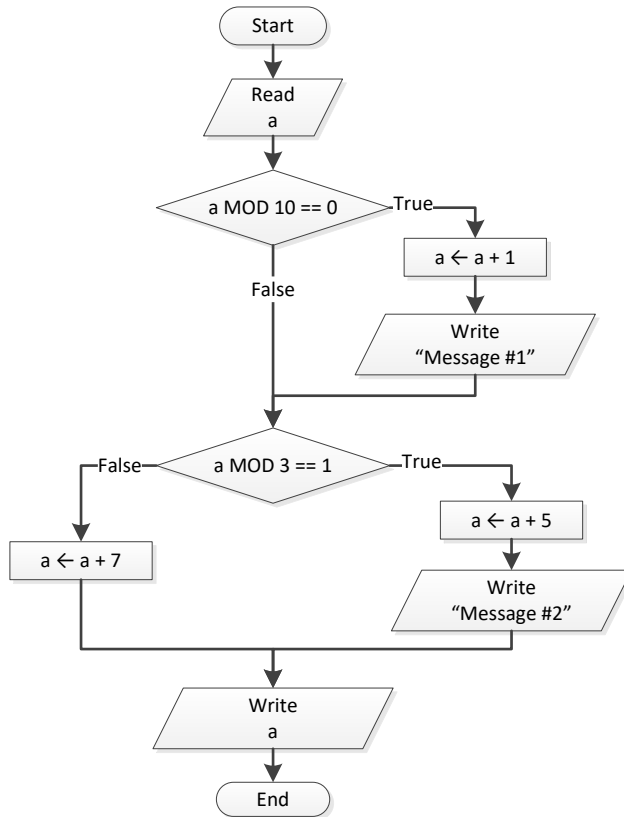 Start
Read
a
a MOD 10 == 0
True
a ← a + 1
False
Write
“Message #1”
False
a MOD 3 == 1
True
a ← a + 5
a ← a + 7
Write
“Message #2”
Write
a
End